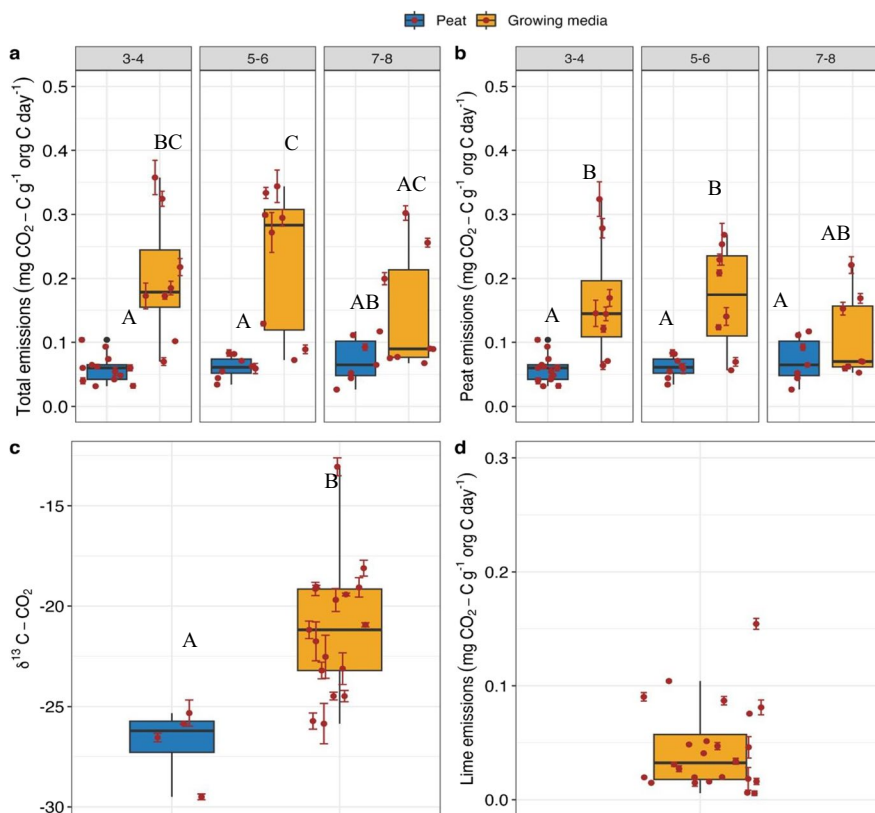 Peat Growing media
a
3-4 5-6 7-8
Total emissions (mg CO₂ – C g⁻¹ org C day⁻¹)
0.5
0.4
0.3
0.2
0.1
0.0
A BC A C AB AC
b
3-4 5-6 7-8
Peat emissions (mg CO₂ – C g⁻¹ org C day⁻¹)
0.5
0.4
0.3
0.2
0.1
0.0
A B A B A AB
c
δ¹³ C – CO₂
-15
-20
-25
-30
A B
d
Lime emissions (mg CO₂ – C g⁻¹ org C day⁻¹)
0.3
0.2
0.1
0.0